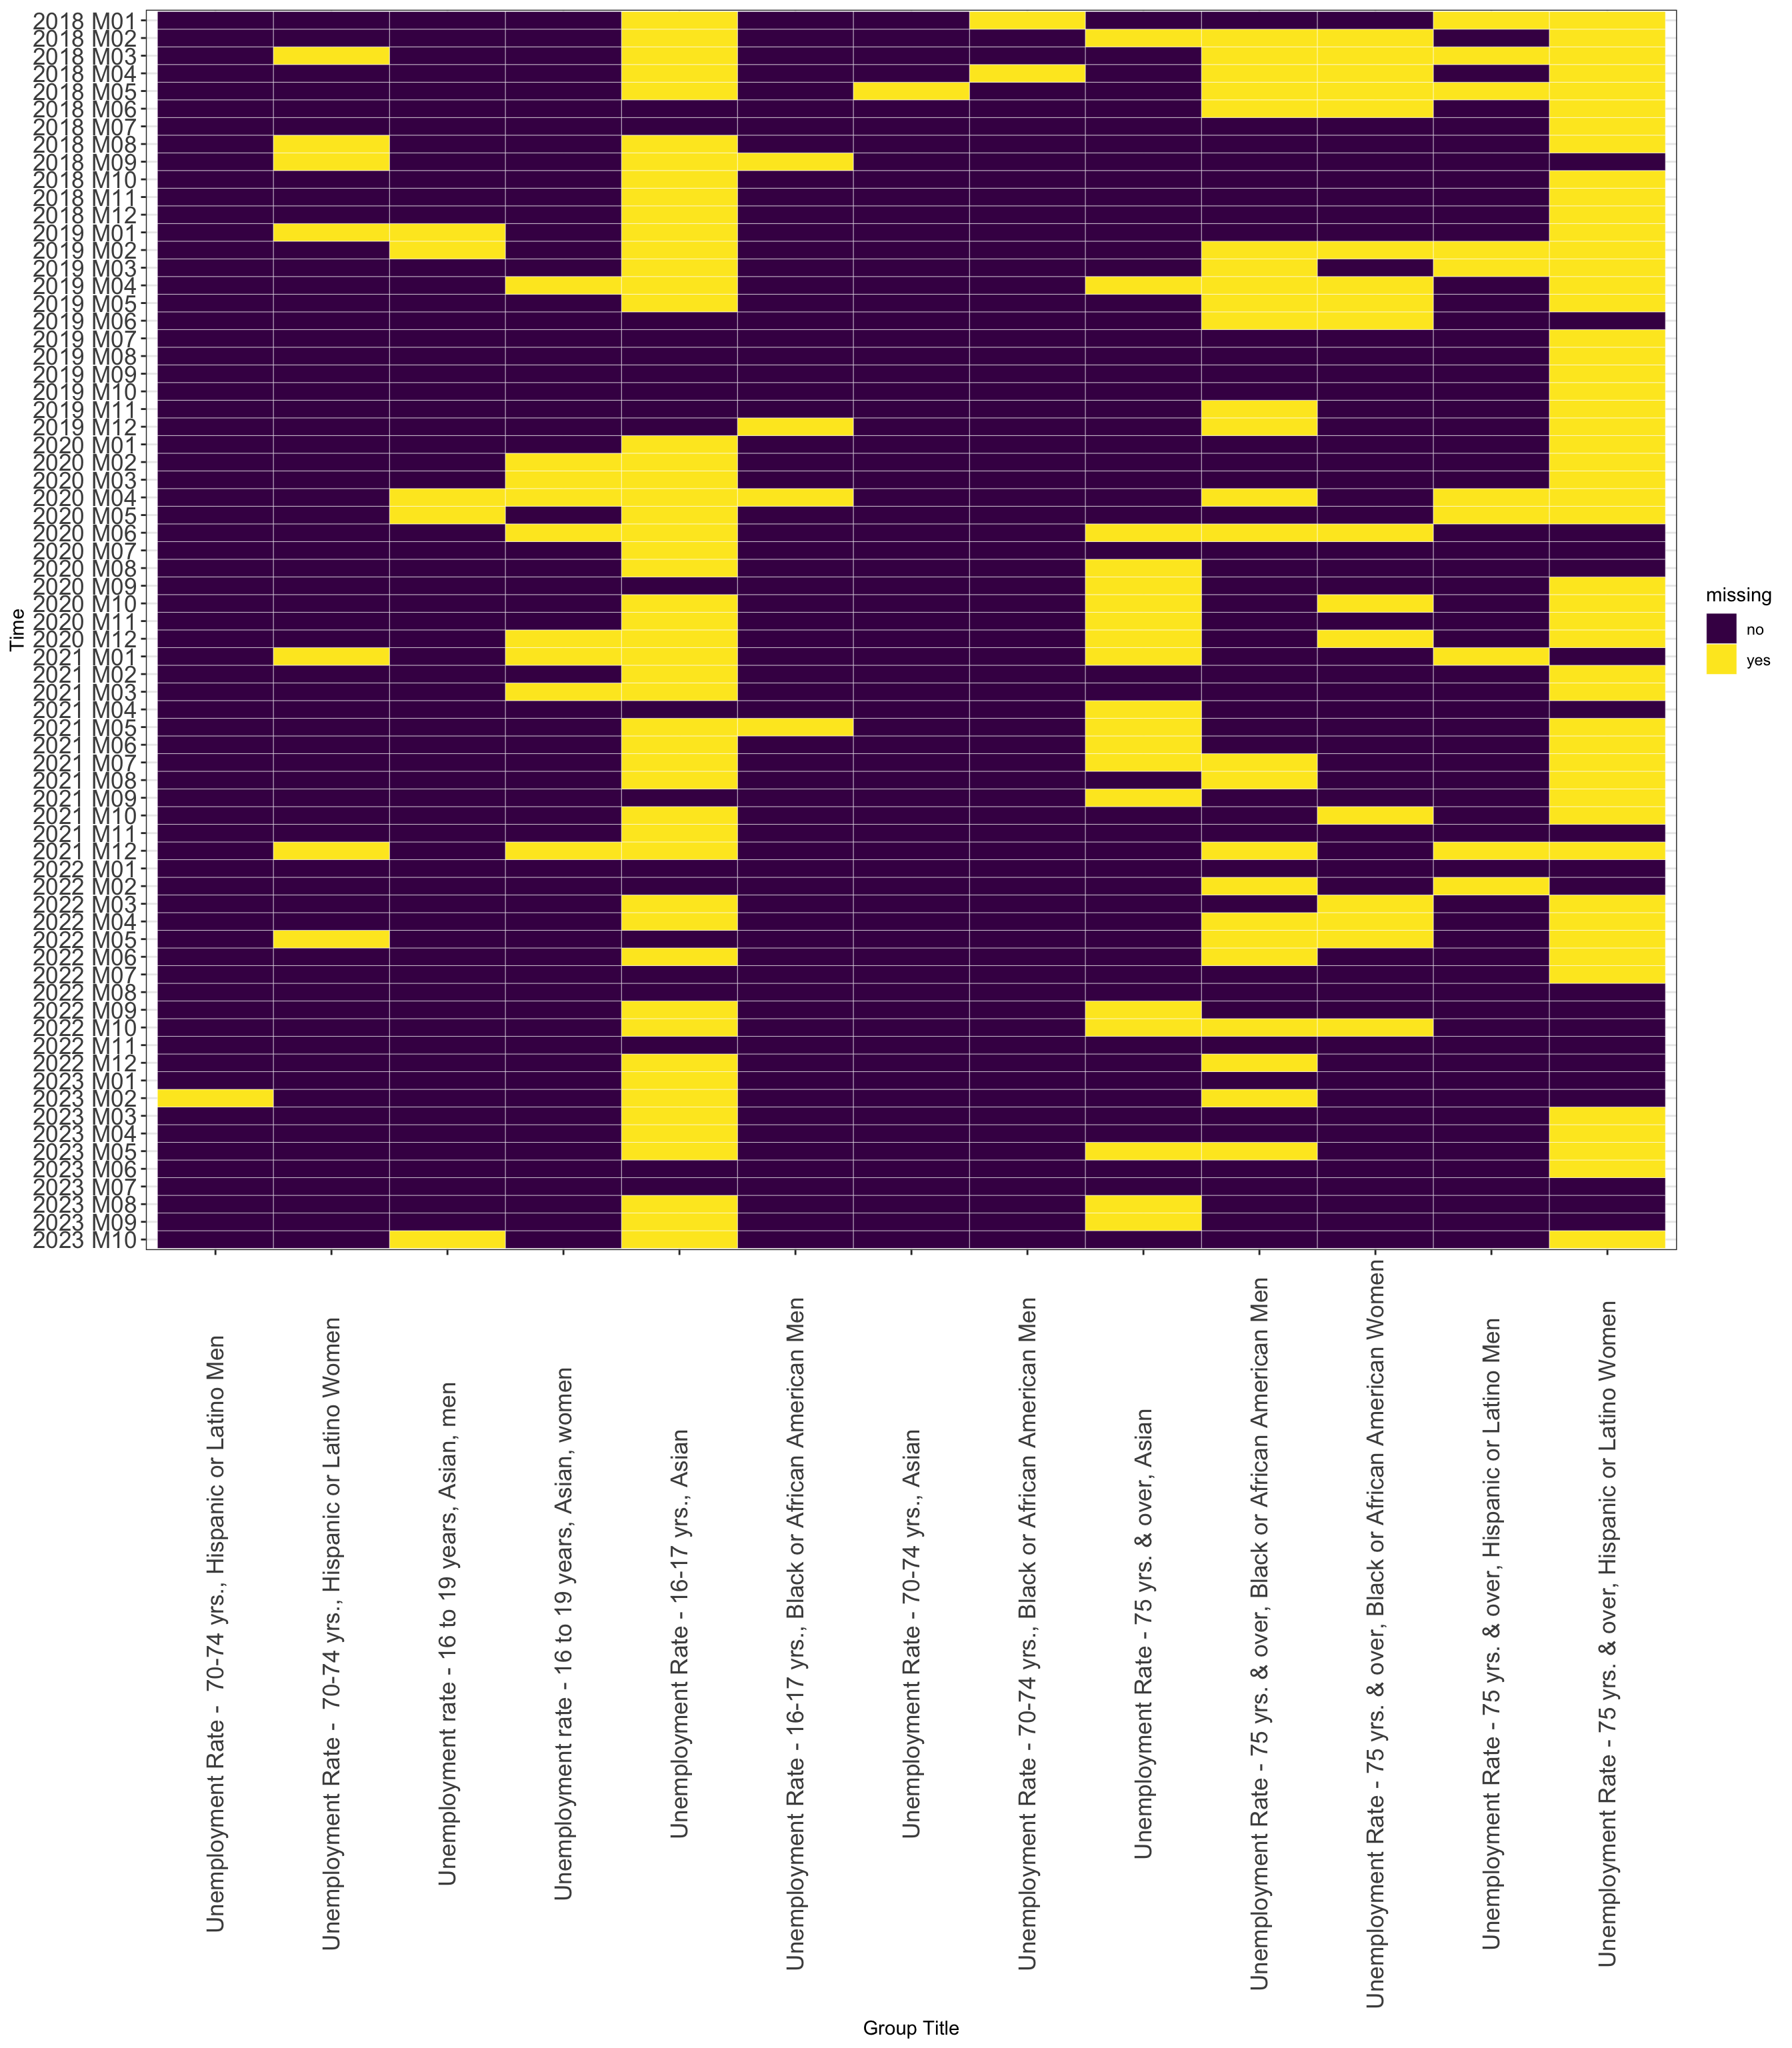 2018 M01
2018 M02
2018 M03
2018 M04
2018 M05
2018 M06
2018 M07
2018 M08
2018 M09
2018 M10
2018 M11
2018 M12
2019 M01
2019 M02
2019 M03
2019 M04
2019 M05
2019 M06
2019 M07
2019 M08
2019 M09
2019 M10
2019 M11
2019 M12
2020 M01
2020 M02
2020 M03
2020 M04
2020 M05
2020 M06
2020 M07
2020 M08
2020 M09
2020 M10
2020 M11
2020 M12
2021 M01
2021 M02
2021 M03
2021 M04
2021 M05
2021 M06
2021 M07
2021 M08
2021 M09
2021 M10
2021 M11
2021 M12
2022 M01
2022 M02
2022 M03
2022 M04
2022 M05
2022 M06
2022 M07
2022 M08
2022 M09
2022 M10
2022 M11
2022 M12
2023 M01
2023 M02
2023 M03
2023 M04
2023 M05
2023 M06
2023 M07
2023 M08
2023 M09
2023 M10
Time
missing
no
yes
Unemployment Rate -  70-74 yrs., Hispanic or Latino Men
Unemployment Rate -  70-74 yrs., Hispanic or Latino Women
Unemployment rate - 16 to 19 years, Asian, men
Unemployment rate - 16 to 19 years, Asian, women
Unemployment Rate - 16-17 yrs., Asian
Unemployment Rate - 16-17 yrs., Black or African American Men
Unemployment Rate - 70-74 yrs., Asian
Unemployment Rate - 70-74 yrs., Black or African American Men
Unemployment Rate - 75 yrs. & over, Asian
Unemployment Rate - 75 yrs. & over, Black or African American Men
Unemployment Rate - 75 yrs. & over, Black or African American Women
Unemployment Rate - 75 yrs. & over, Hispanic or Latino Men
Unemployment Rate - 75 yrs. & over, Hispanic or Latino Women
Group Title